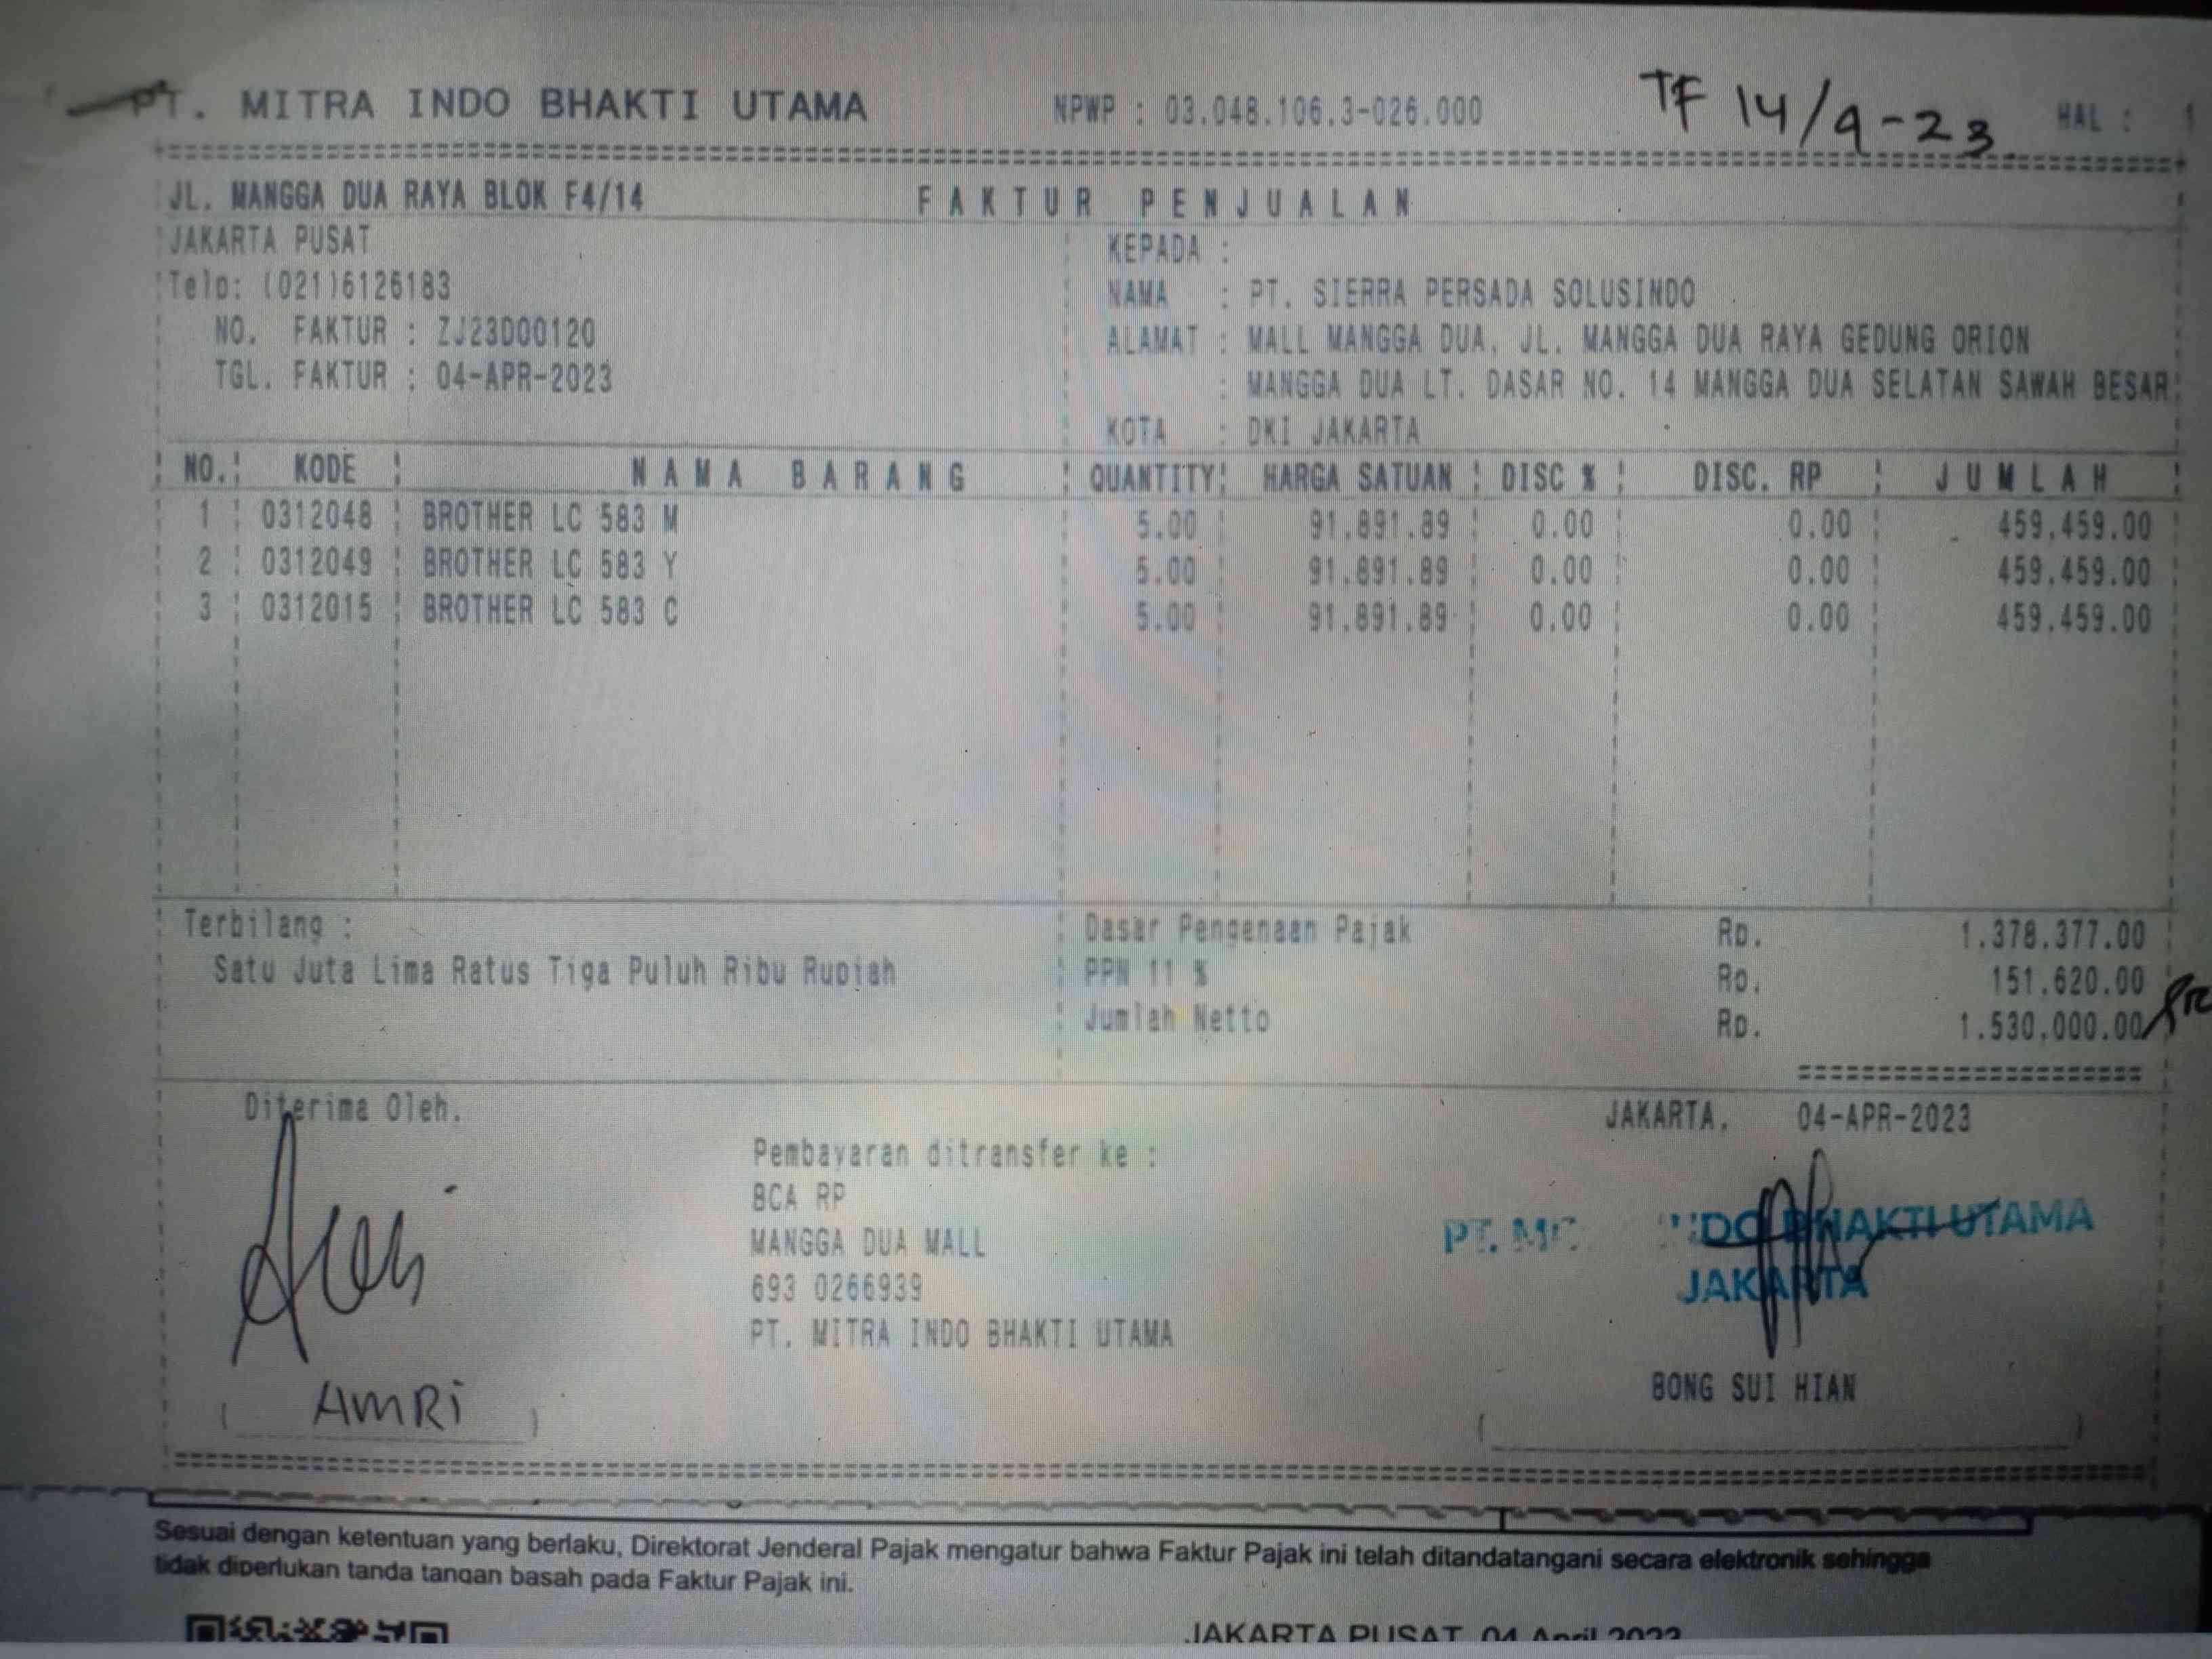 PT. MITRA INDO BHAKTI UTAMA NPWP : 03.048.106.3-026.000 TF 14/9-23 HAL : 1
JL. MANGGA DUA RAYA BLOK F4/14 FAKTUR PENJUALAN
JAKARTA PUSAT KEPADA :
Telp: (021)6126183 NAMA : PT. SIERRA PERSADA SOLUSINDO
NO. FAKTUR : ZJ23D00120 ALAMAT : MALL MANGGA DUA, JL. MANGGA DUA RAYA GEDUNG ORION
TGL. FAKTUR : 04-APR-2023 : MANGGA DUA LT. DASAR NO. 14 MANGGA DUA SELATAN SAWAH BESAR
KOTA : DKI JAKARTA
NO. KODE NAMA BARANG QUANTITY HARGA SATUAN DISC % DISC. RP JUMLAH
1 0312048 BROTHER LC 583 M 5.00 91,891.89 0.00 0.00 459,459.00
2 0312049 BROTHER LC 583 Y 5.00 91,891.89 0.00 0.00 459,459.00
3 0312015 BROTHER LC 583 C 5.00 91,891.89 0.00 0.00 459,459.00
Terbilang : Dasar Pengenaan Pajak Rp. 1,378,377.00
Satu Juta Lima Ratus Tiga Puluh Ribu Rupiah PPN 11 % Rp. 151,620.00
Jumlah Netto Rp. 1,530,000.00
Diterima Oleh, JAKARTA, 04-APR-2023
Pembayaran ditransfer ke :
BCA RP
MANGGA DUA MALL
693 0266939
PT. MITRA INDO BHAKTI UTAMA
PT. UTAMA
JAKARTA
BONG SUI HIAN
AMRI
Sesuai dengan ketentuan yang berlaku, Direktorat Jenderal Pajak mengatur bahwa Faktur Pajak ini telah ditandatangani secara elektronik sehingga
tidak diperlukan tanda tangan basah pada Faktur Pajak ini.
JAKARTA PUSAT, 04 April 2023